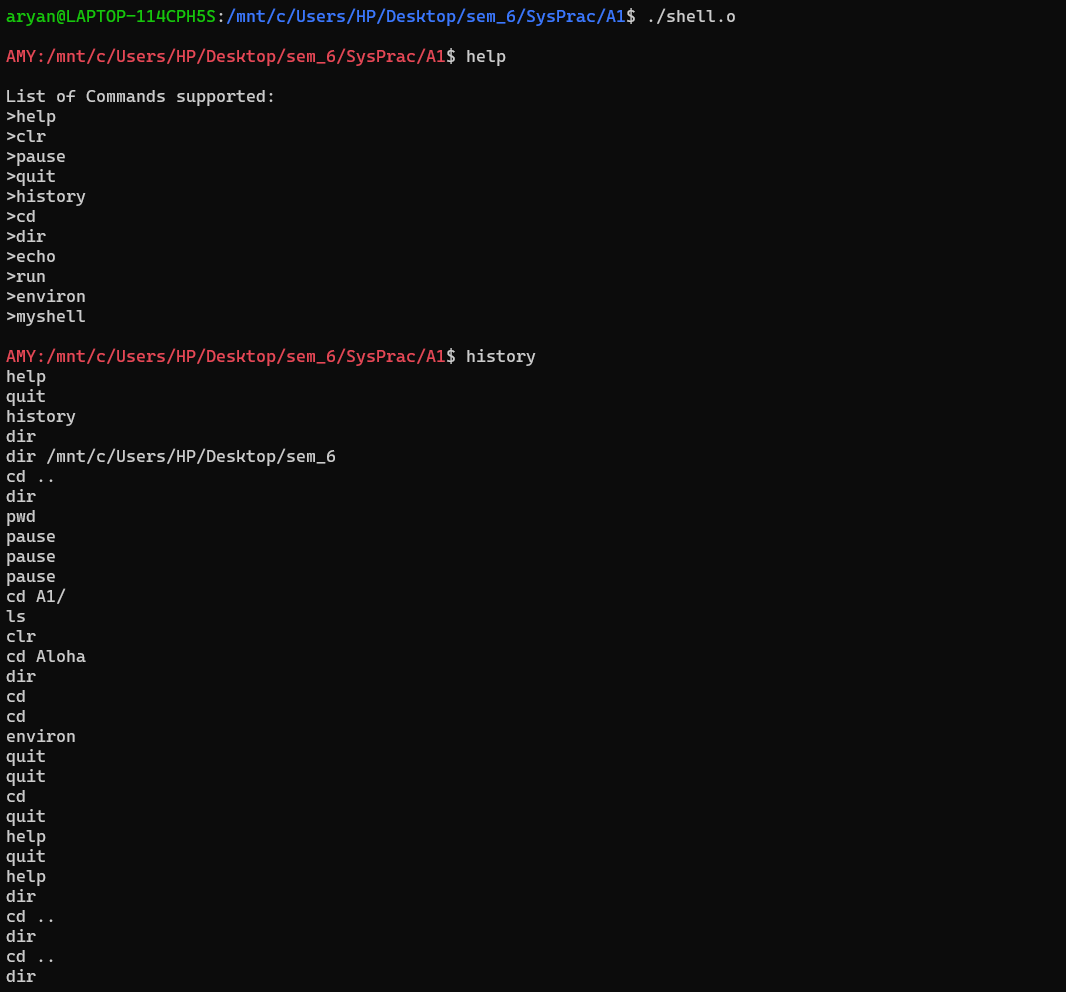 aryan@LAPTOP-114CPH5S:/mnt/c/Users/HP/Desktop/sem_6/SysPrac/A1$ ./shell.o
AMY:/mnt/c/Users/HP/Desktop/sem_6/SysPrac/A1$ help
List of Commands supported:
>help
>clr
>pause
>quit
>history
>cd
>dir
>echo
>run
>environ
>myshell
AMY:/mnt/c/Users/HP/Desktop/sem_6/SysPrac/A1$ history
help
quit
history
dir
dir /mnt/c/Users/HP/Desktop/sem_6
cd ..
dir
pwd
pause
pause
pause
cd A1/
ls
clr
cd Aloha
dir
cd
cd
environ
quit
quit
cd
quit
help
quit
help
dir
cd ..
dir
cd ..
dir